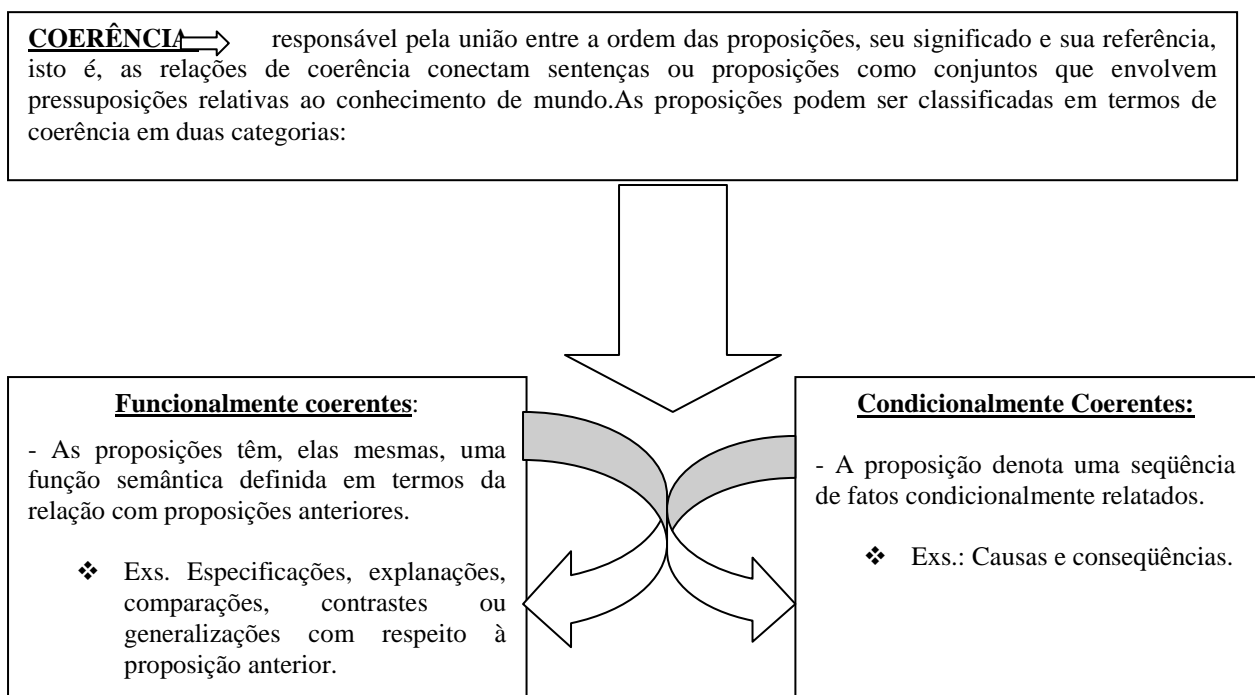 COERÊNCIA responsável pela união entre a ordem das proposições, seu significado e sua referência,
isto é, as relações de coerência conectam sentenças ou proposições como conjuntos que envolvem
pressuposições relativas ao conhecimento de mundo.As proposições podem ser classificadas em termos de
coerência em duas categorias:
Funcionalmente coerentes:
- As proposições têm, elas mesmas, uma
função semântica definida em termos da
relação com proposições anteriores.
❖ Exs. Especificações, explanações,
comparações, contrastes ou
generalizações com respeito à
proposição anterior.
Condicionalmente Coerentes:
- A proposição denota uma seqüência
de fatos condicionalmente relatados.
❖ Exs.: Causas e conseqüências.